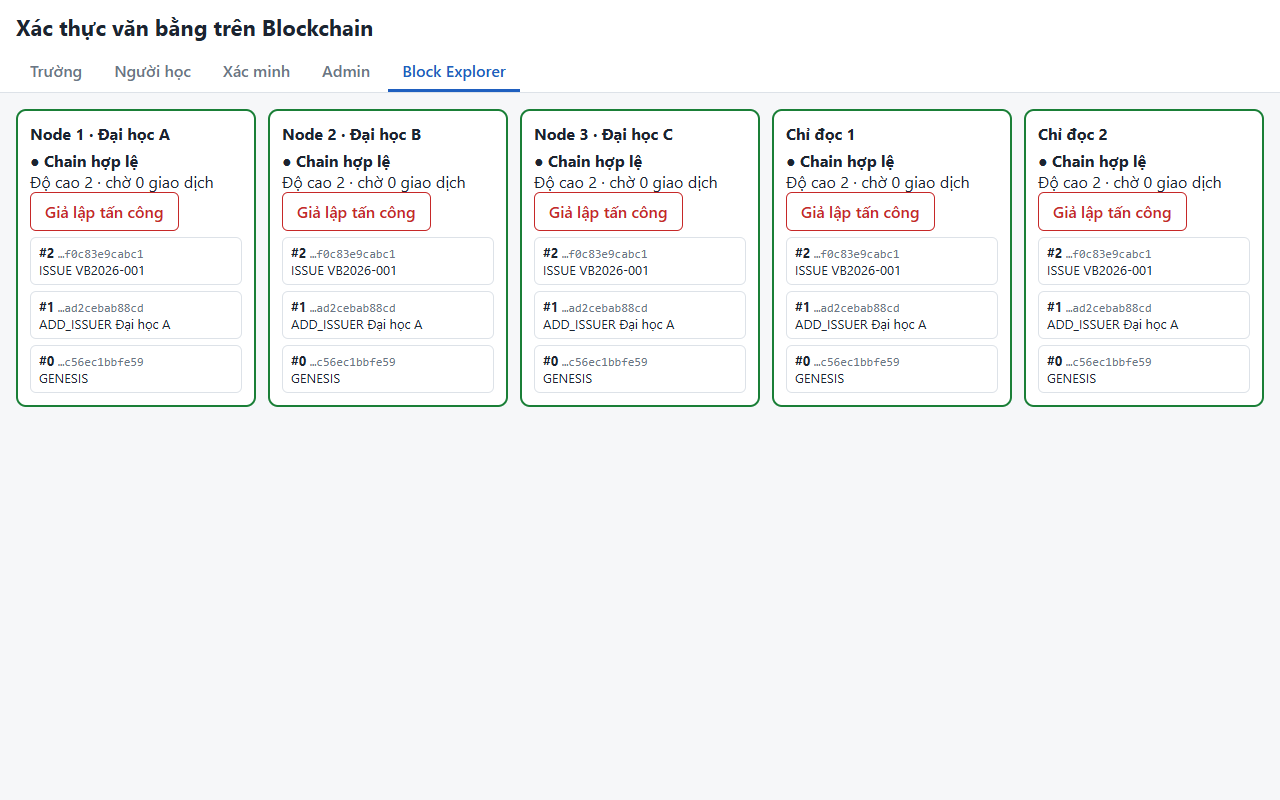 Xác thực văn bằng trên Blockchain
Trường
Người học
Xác minh
Admin
Block Explorer
Node 1 · Đại học A
● Chain hợp lệ
Độ cao 2 · chờ 0 giao dịch
Giả lập tấn công
#2 …f0c83e9cabc1
ISSUE VB2026-001
#1 …ad2cebab88cd
ADD_ISSUER Đại học A
#0 …c56ec1bbfe59
GENESIS
Node 2 · Đại học B
● Chain hợp lệ
Độ cao 2 · chờ 0 giao dịch
Giả lập tấn công
#2 …f0c83e9cabc1
ISSUE VB2026-001
#1 …ad2cebab88cd
ADD_ISSUER Đại học A
#0 …c56ec1bbfe59
GENESIS
Node 3 · Đại học C
● Chain hợp lệ
Độ cao 2 · chờ 0 giao dịch
Giả lập tấn công
#2 …f0c83e9cabc1
ISSUE VB2026-001
#1 …ad2cebab88cd
ADD_ISSUER Đại học A
#0 …c56ec1bbfe59
GENESIS
Chỉ đọc 1
● Chain hợp lệ
Độ cao 2 · chờ 0 giao dịch
Giả lập tấn công
#2 …f0c83e9cabc1
ISSUE VB2026-001
#1 …ad2cebab88cd
ADD_ISSUER Đại học A
#0 …c56ec1bbfe59
GENESIS
Chỉ đọc 2
● Chain hợp lệ
Độ cao 2 · chờ 0 giao dịch
Giả lập tấn công
#2 …f0c83e9cabc1
ISSUE VB2026-001
#1 …ad2cebab88cd
ADD_ISSUER Đại học A
#0 …c56ec1bbfe59
GENESIS